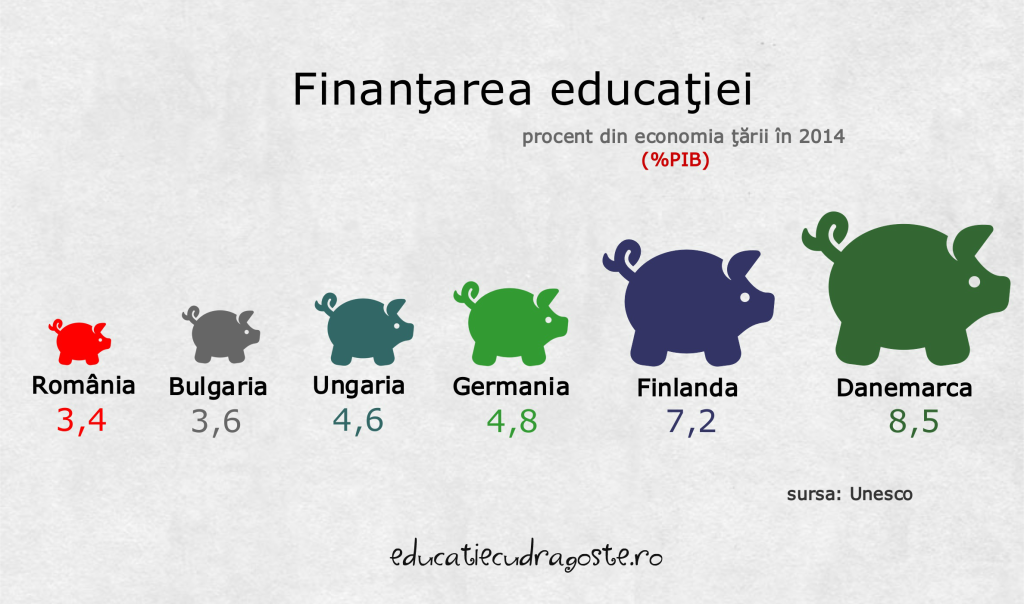 Finanţarea educaţiei
procent din economia ţării în 2014
(%PIB)
România Bulgaria Ungaria Germania Finlanda Danemarca
3,4 3,6 4,6 4,8 7,2 8,5
sursa: Unesco
educatiecudragoste.ro